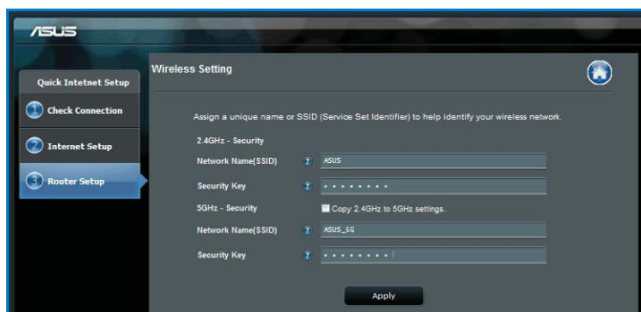 ASUS
Quick Intetnet Setup
1 Check Connection
2 Internet Setup
3 Router Setup
Wireless Setting
Assign a unique name or SSID (Service Set Identifier) to help identify your wireless network.
2.4GHz - Security
Network Name(SSID) ? ASUS
Security Key ? • • • • • • • •
5GHz - Security Copy 2.4GHz to 5GHz settings.
Network Name(SSID) ? ASUS_5G
Security Key ? • • • • • • • •
Apply